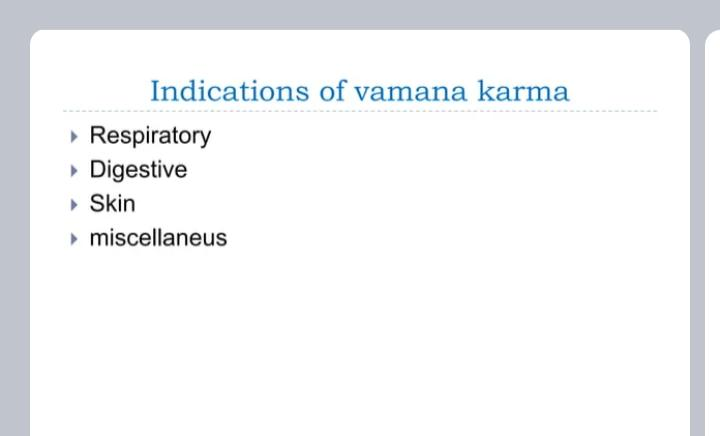 Indications of vamana karma
Respiratory
Digestive
Skin
miscellaneus